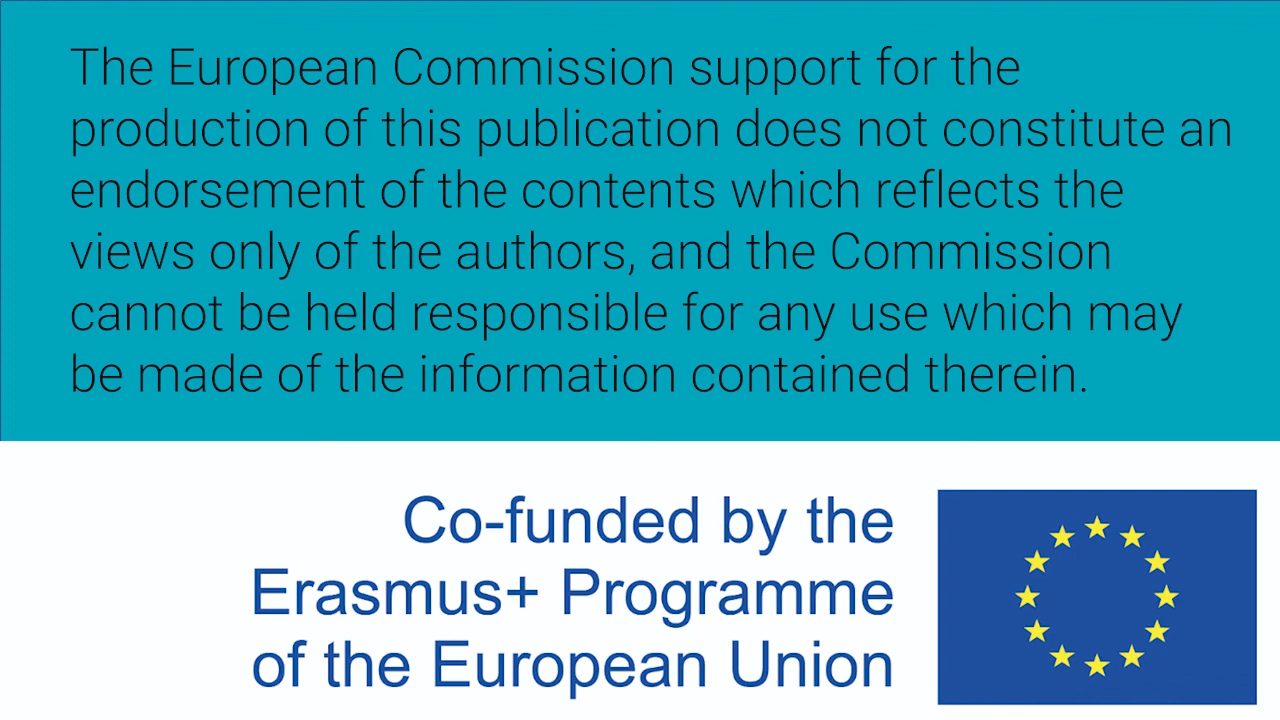 The European Commission support for the
production of this publication does not constitute an
endorsement of the contents which reflects the
views only of the authors, and the Commission
cannot be held responsible for any use which may
be made of the information contained therein.
Co-funded by the
Erasmus+ Programme
of the European Union